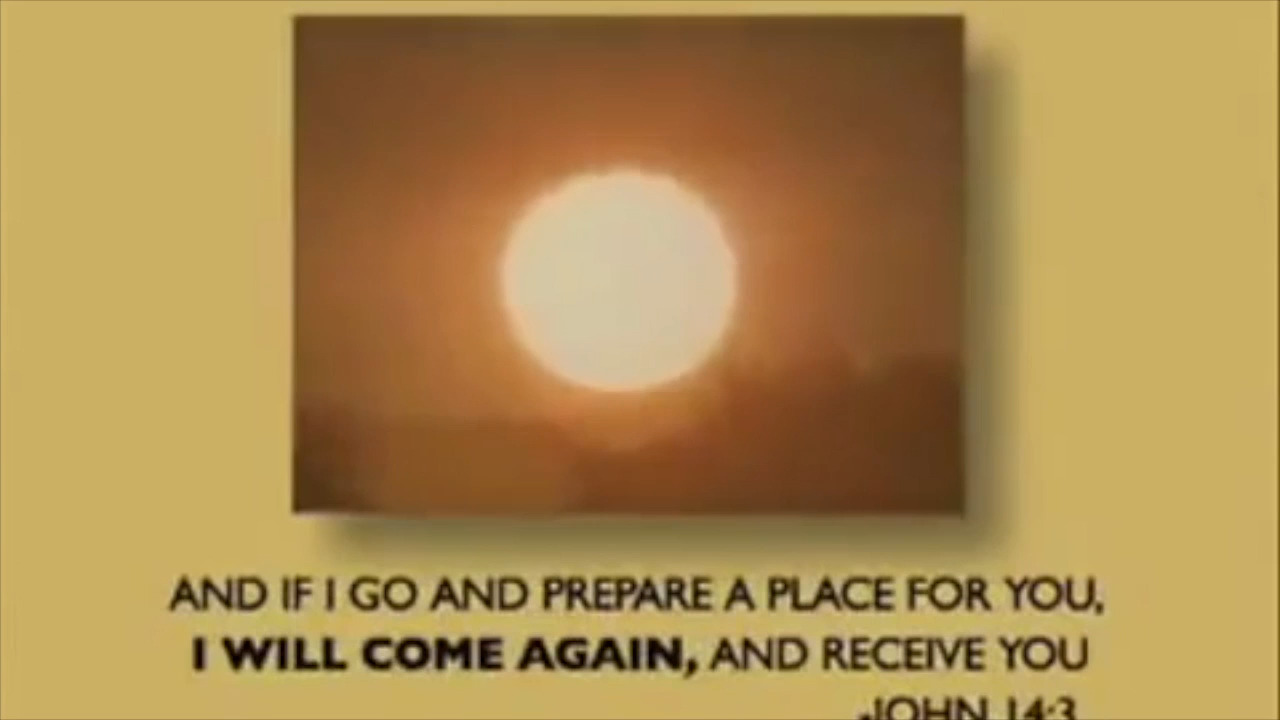 AND IF I GO AND PREPARE A PLACE FOR YOU,
I WILL COME AGAIN, AND RECEIVE YOU
-JOHN 14:3